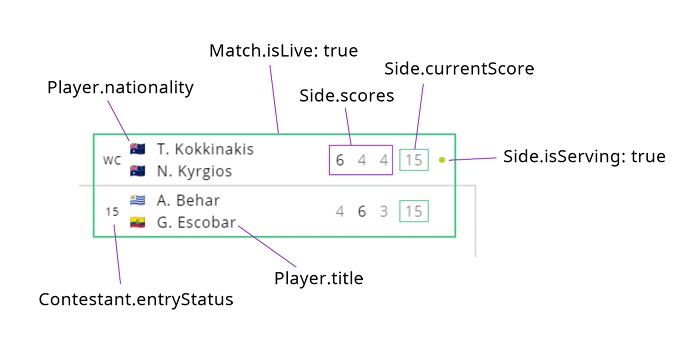 Match.isLive: true
Side.currentScore
Player.nationality
Side.scores
WC T. Kokkinakis 6 4 4 15
N. Kyrgios
Side.isServing: true
15 A. Behar 4 6 3 15
G. Escobar
Player.title
Contestant.entryStatus